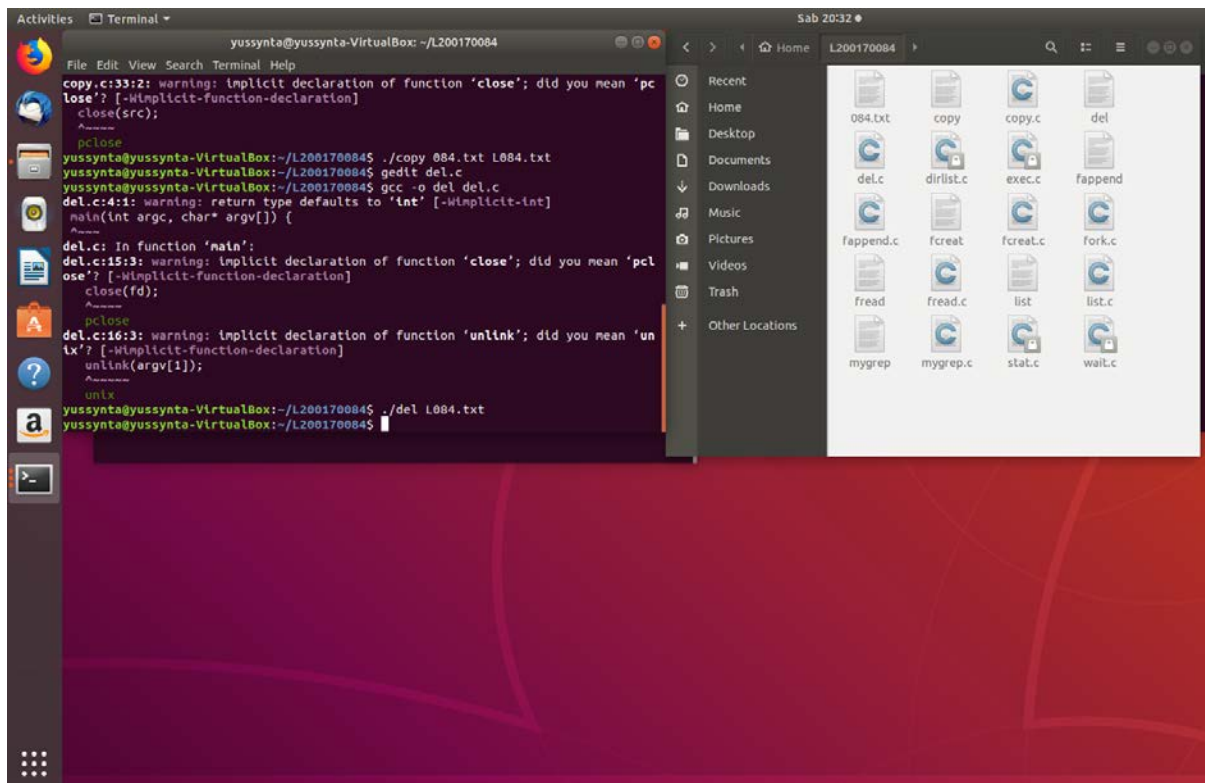 Activities
Terminal
Sab 20:32
yussynta@yussynta-VirtualBox: ~/L200170084
File Edit View Search Terminal Help
copy.c:33:2: warning: implicit declaration of function ‘close’; did you mean ‘pc
lose’? [-Wimplicit-function-declaration]
close(src);
^~~~~
pclose
yussynta@yussynta-VirtualBox:~/L200170084$ ./copy 084.txt L084.txt
yussynta@yussynta-VirtualBox:~/L200170084$ gedit del.c
yussynta@yussynta-VirtualBox:~/L200170084$ gcc -o del del.c
del.c:4:1: warning: return type defaults to ‘int’ [-Wimplicit-int]
main(int argc, char* argv[]) {
^~~~
del.c: In function ‘main’:
del.c:15:3: warning: implicit declaration of function ‘close’; did you mean ‘pcl
ose’? [-Wimplicit-function-declaration]
close(fd);
^~~~~
pclose
del.c:16:3: warning: implicit declaration of function ‘unlink’; did you mean ‘un
ix’? [-Wimplicit-function-declaration]
unlink(argv[1]);
^~~~~~
unix
yussynta@yussynta-VirtualBox:~/L200170084$ ./del L084.txt
yussynta@yussynta-VirtualBox:~/L200170084$
Home L200170084
Recent
Home
Desktop
Documents
Downloads
Music
Pictures
Videos
Trash
Other Locations
084.txt copy copy.c del
del.c dirlist.c exec.c fappend
fappend.c fcreat fcreat.c fork.c
fread fread.c list list.c
mygrep mygrep.c stat.c wait.c